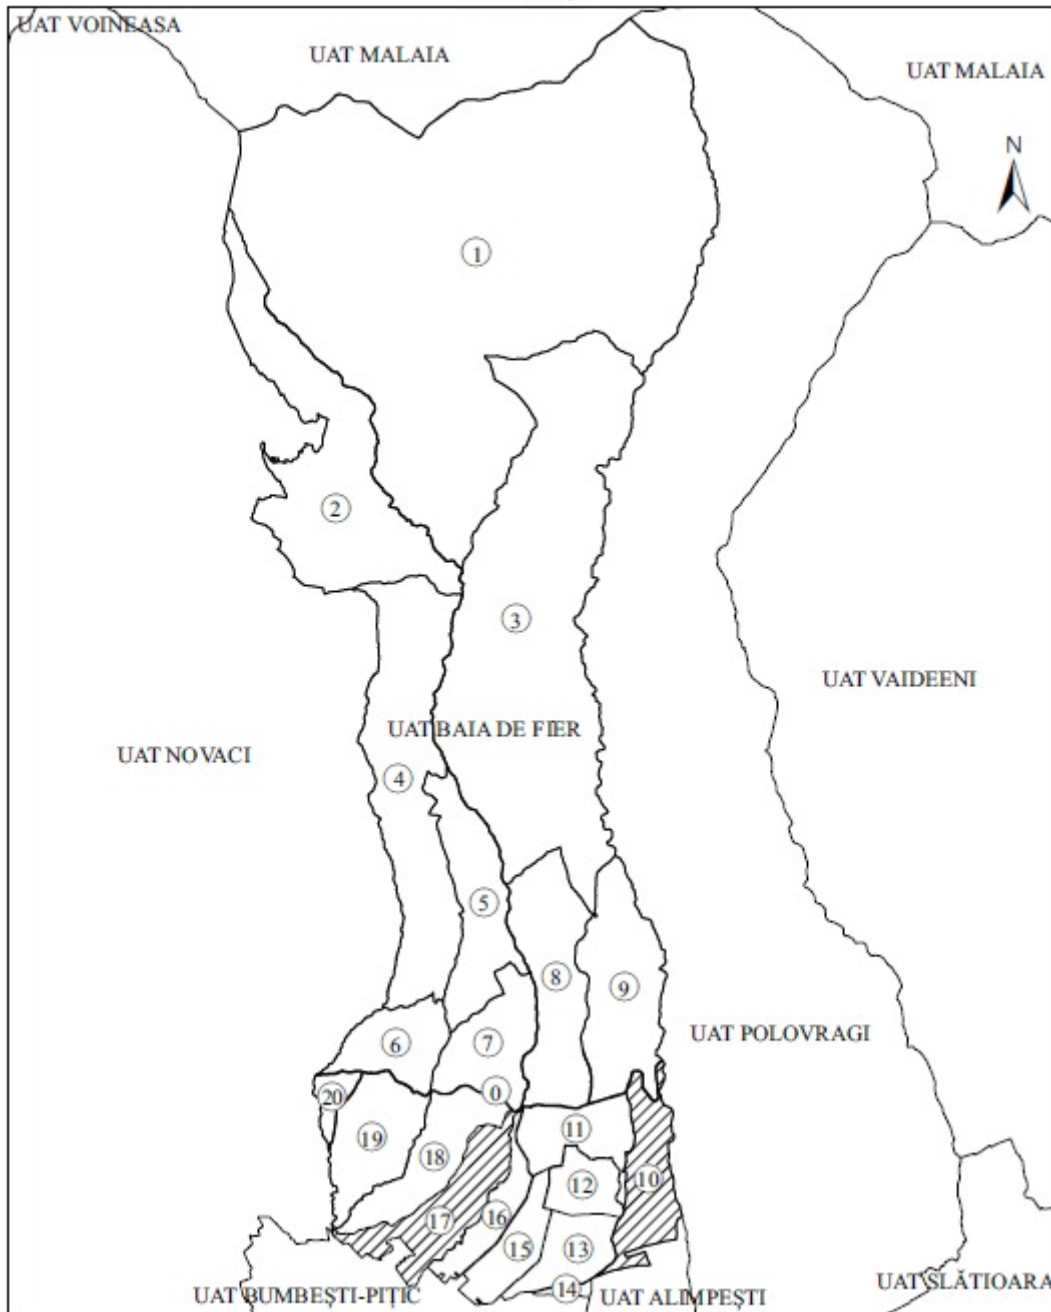 UAT VOINEASA
UAT MALAIA
UAT MALAIA
N
1
2
3
UAT VAIDEENI
UAT BAIA DE FIER
UAT NOVACI
4
5
8
9
UAT POLOVRAGI
6
7
0
20
11
19
18
10
12
17
16
15
13
14
UAT BUMBEȘTI-PIȚIC
UAT ALIMPEȘTI
UAT SLĂTIOARA